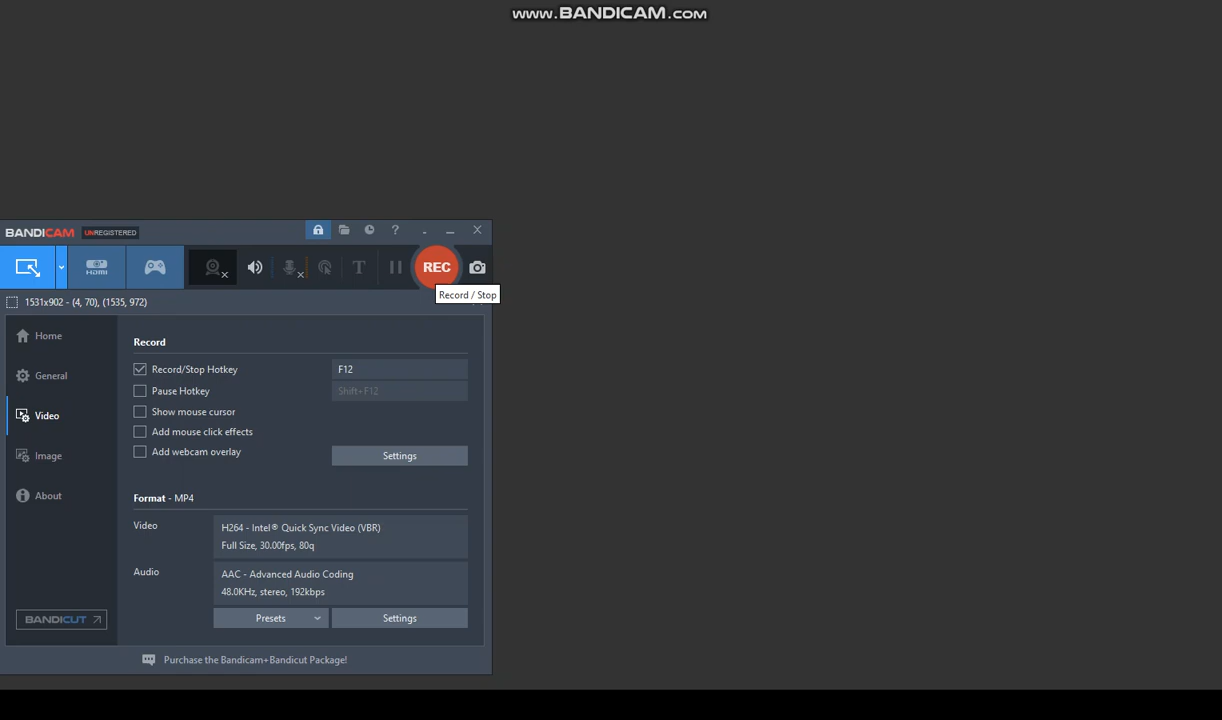 www.BANDICAM.com
BANDICAM UNREGISTERED
?
HDMI
T
REC
Record / Stop
1531x902 - (4, 70), (1535, 972)
Home
General
Video
Image
About
BANDICUT
Record
Record/Stop Hotkey F12
Pause Hotkey Shift+F12
Show mouse cursor
Add mouse click effects
Add webcam overlay
Settings
Format - MP4
Video
H264 - Intel® Quick Sync Video (VBR)
Full Size, 30.00fps, 80q
Audio
AAC - Advanced Audio Coding
48.0KHz, stereo, 192kbps
Presets
Settings
Purchase the Bandicam+Bandicut Package!